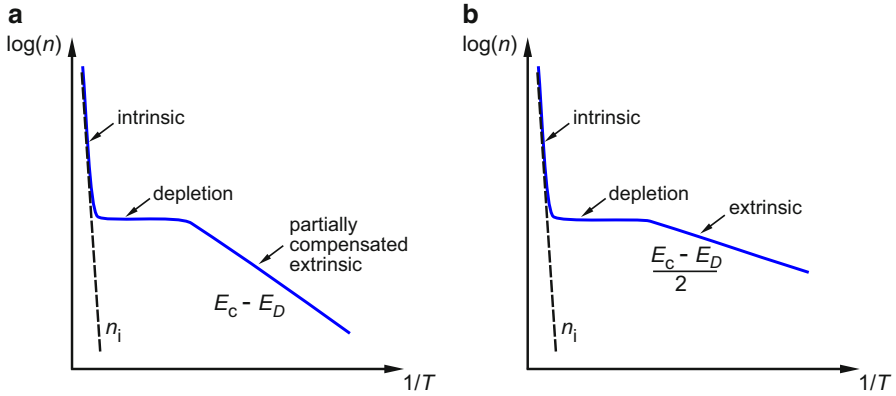 a
log(n)
intrinsic
depletion
partially
compensated
extrinsic
E_c - E_D
n_i
1/T
b
log(n)
intrinsic
depletion
extrinsic
E_c - E_D
2
n_i
1/T